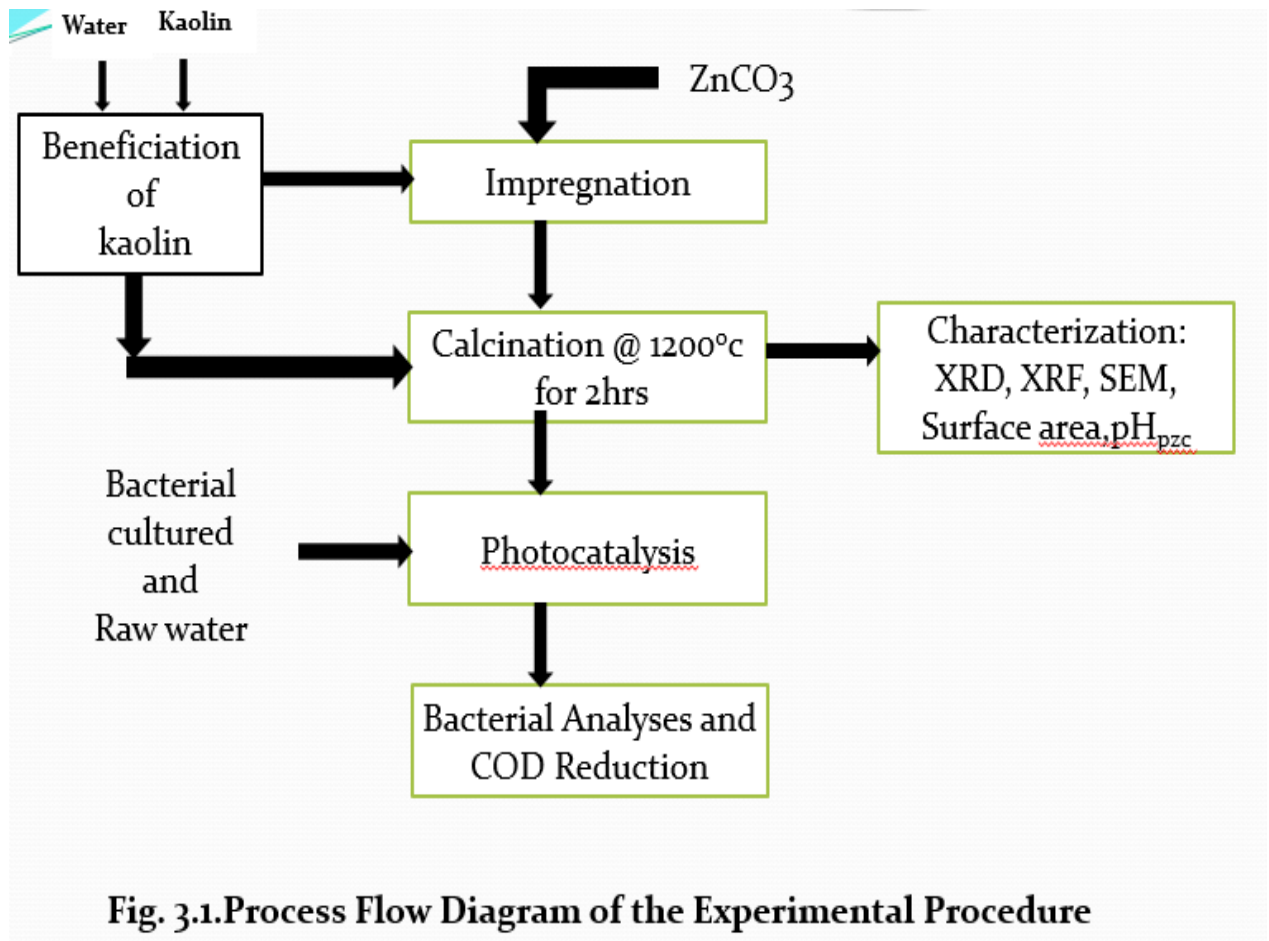 Water
Kaolin
ZnCO3
Beneficiation
of
kaolin
Impregnation
Calcination @ 1200ºc
for 2hrs
Characterization:
XRD, XRF, SEM,
Surface area,pHpzc
Bacterial
cultured
and
Raw water
Photocatalysis
Bacterial Analyses and
COD Reduction
Fig. 3.1.Process Flow Diagram of the Experimental Procedure